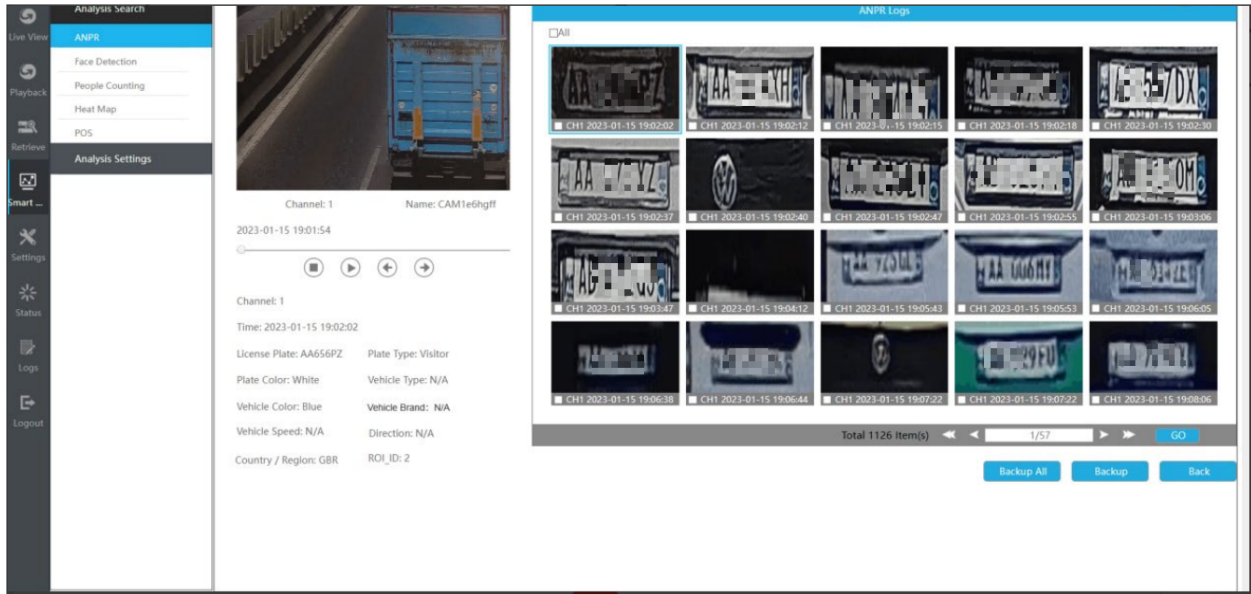 Live View
Playback
Retrieve
Smart ...
Settings
Status
Logs
Logout
Analysis Search
ANPR
Face Detection
People Counting
Heat Map
POS
Analysis Settings
Channel: 1 Name: CAM1e6hgff
2023-01-15 19:01:54
Channel: 1
Time: 2023-01-15 19:02:02
License Plate: AA656PZ Plate Type: Visitor
Plate Color: White Vehicle Type: N/A
Vehicle Color: Blue Vehicle Brand: N/A
Vehicle Speed: N/A Direction: N/A
Country / Region: GBR ROI_ID: 2
ANPR Logs
All
CH1 2023-01-15 19:02:02 CH1 2023-01-15 19:02:12 CH1 2023-01-15 19:02:15 CH1 2023-01-15 19:02:18 CH1 2023-01-15 19:02:30
CH1 2023-01-15 19:02:37 CH1 2023-01-15 19:02:40 CH1 2023-01-15 19:02:47 CH1 2023-01-15 19:02:55 CH1 2023-01-15 19:03:06
CH1 2023-01-15 19:03:47 CH1 2023-01-15 19:04:12 CH1 2023-01-15 19:05:43 CH1 2023-01-15 19:05:53 CH1 2023-01-15 19:06:05
CH1 2023-01-15 19:06:38 CH1 2023-01-15 19:06:44 CH1 2023-01-15 19:07:22 CH1 2023-01-15 19:07:22 CH1 2023-01-15 19:08:06
Total 1126 Item(s) 1/57 GO
Backup All Backup Back